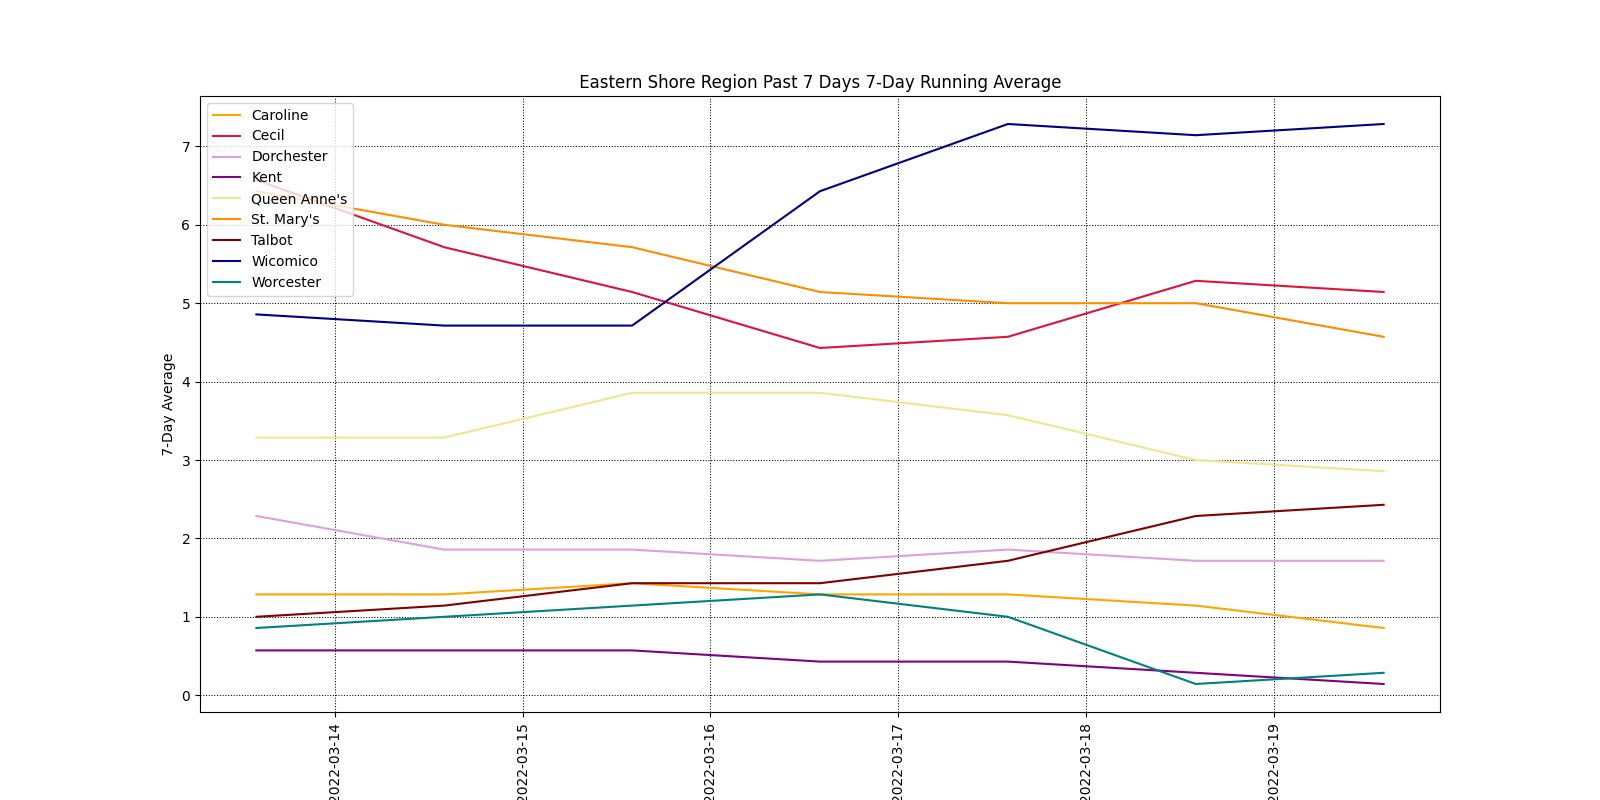 Eastern Shore Region Past 7 Days 7-Day Running Average
Caroline
Cecil
Dorchester
Kent
Queen Anne's
St. Mary's
Talbot
Wicomico
Worcester
7-Day Average
7
6
5
4
3
2
1
0
2022-03-14
2022-03-15
2022-03-16
2022-03-17
2022-03-18
2022-03-19